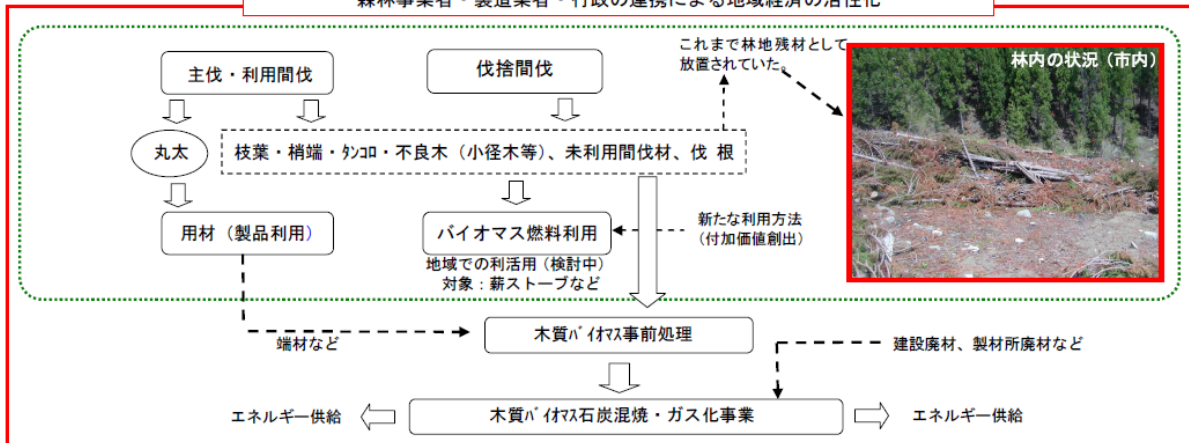 森林事業者・製造業者・行政の連携による地域経済の活性化
主伐・利用間伐
伐捨間伐
これまで林地残材として
放置されていた。
林内の状況（市内）
丸太
枝葉・梢端・ﾀﾝｺﾛ・不良木（小径木等）、未利用間伐材、伐 根
用材（製品利用）
バイオマス燃料利用
新たな利用方法
（付加価値創出）
地域での利活用（検討中）
対象：薪ストーブなど
端材など
木質ﾊﾞｲｵﾏｽ事前処理
建設廃材、製材所廃材など
エネルギー供給
木質ﾊﾞｲｵﾏｽ石炭混焼・ガス化事業
エネルギー供給